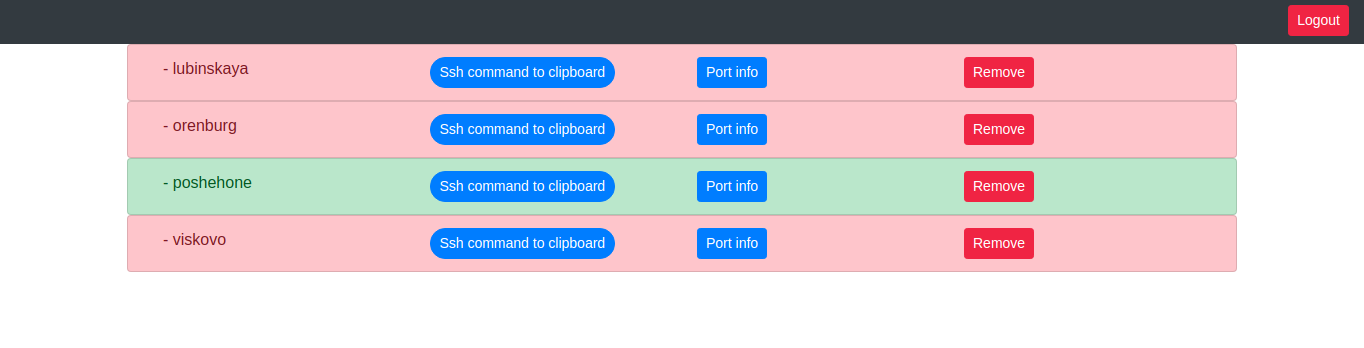 Logout
- lubinskaya Ssh command to clipboard Port info Remove
- orenburg Ssh command to clipboard Port info Remove
- poshehone Ssh command to clipboard Port info Remove
- viskovo Ssh command to clipboard Port info Remove